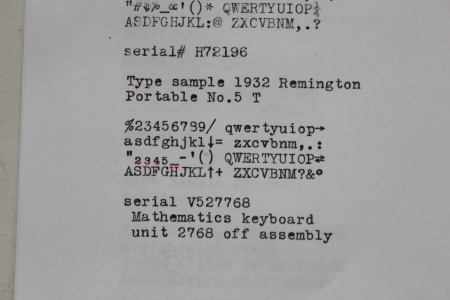 "#$%_∝'()* QWERTYUIOP¼
ASDFGHJKL:@ ZXCVBNM,.?
serial# H72196
Type sample 1932 Remington
Portable No.5 T
%23456789/ qwertyuiop→
asdfghjkl↓= zxcvbnm,.:
"2345_-'() QWERTYUIOP⇌
ASDFGHJKL↑+ ZXCVBNM?&°
serial V527768
Mathematics keyboard
unit 2768 off assembly